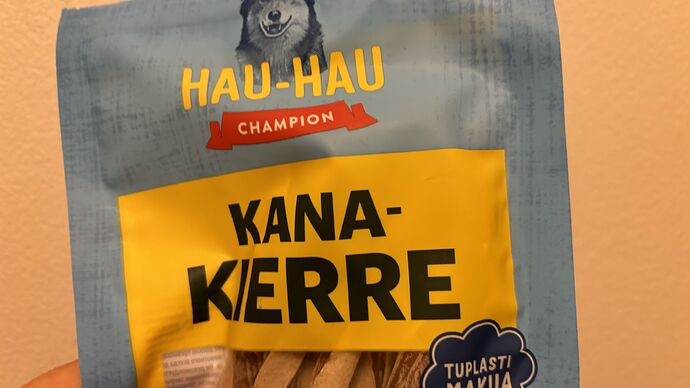 HAU-HAU
CHAMPION
KANA-
KIERRE
TUPLASTI
MAKUA